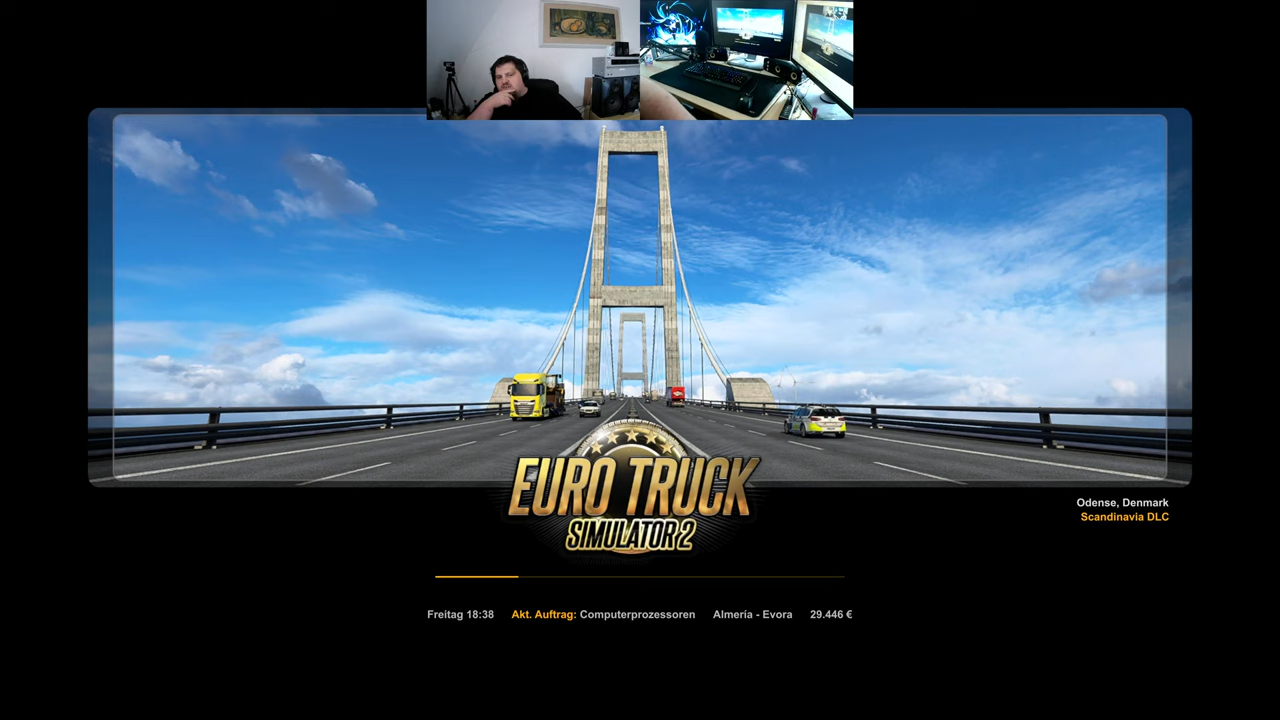 EURO TRUCK
SIMULATOR 2
Odense, Denmark
Scandinavia DLC
Freitag 18:38 Akt. Auftrag: Computerprozessoren Almería - Evora 29.446 €